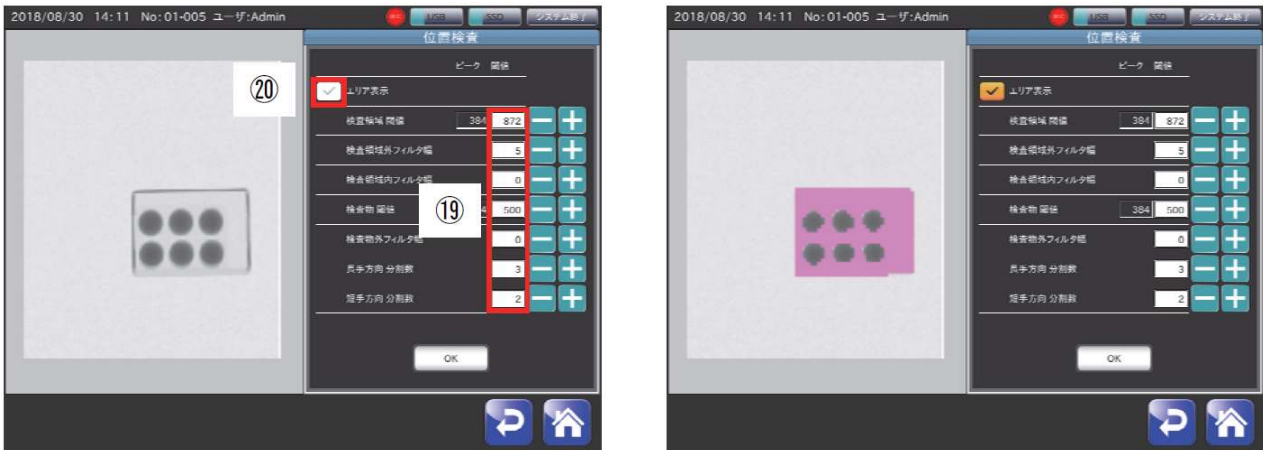 2018/08/30 14:11 No:01-005 ユーザ:Admin
REC USB SSD システム終了
位置検査
ピーク 閾値
⑳
エリア表示
検査領域 閾値 384 872
検査領域外フィルタ幅 5
検査領域内フィルタ幅 0
検査物 閾値 4 500
⑲
検査物外フィルタ幅 0
長手方向 分割数 3
短手方向 分割数 2
OK
2018/08/30 14:11 No:01-005 ユーザ:Admin
REC USB SSD システム終了
位置検査
ピーク 閾値
エリア表示
検査領域 閾値 384 872
検査領域外フィルタ幅 5
検査領域内フィルタ幅 0
検査物 閾値 384 500
検査物外フィルタ幅 0
長手方向 分割数 3
短手方向 分割数 2
OK